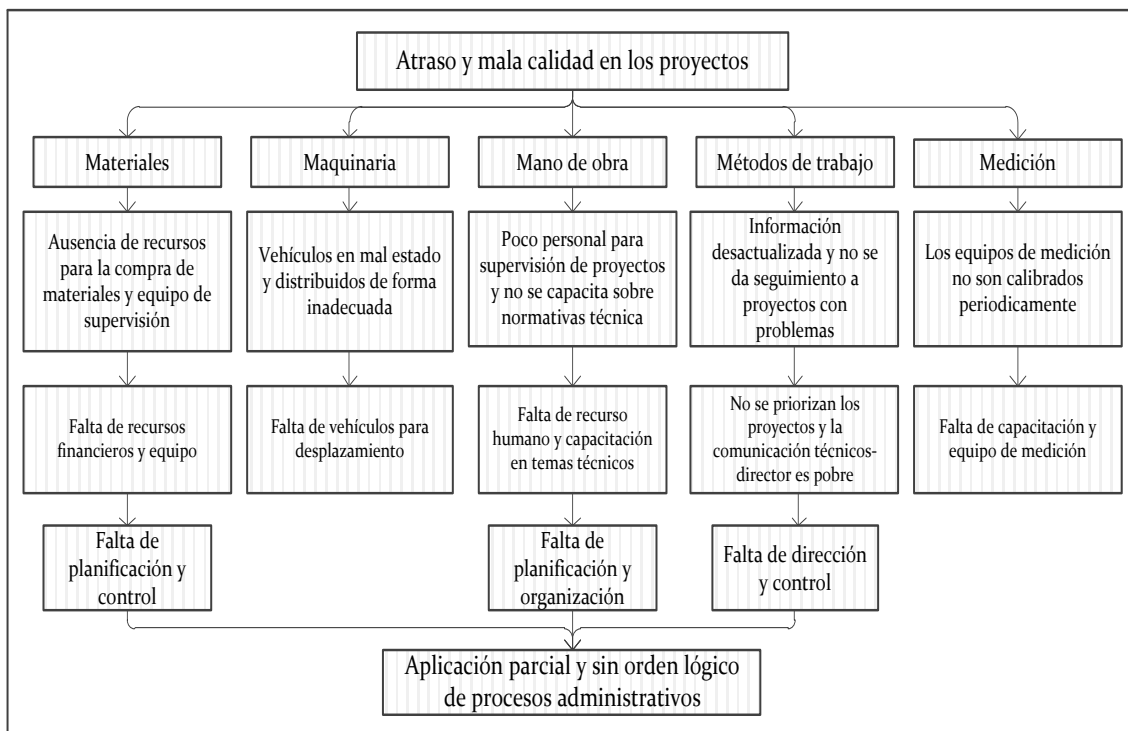 Atraso y mala calidad en los proyectos
Materiales
Maquinaria
Mano de obra
Métodos de trabajo
Medición
Ausencia de recursos
para la compra de
materiales y equipo de
supervisión
Vehículos en mal estado
y distribuidos de forma
inadecuada
Poco personal para
supervisión de proyectos
y no se capacita sobre
normativas técnica
Información
desactualizada y no se
da seguimiento a
proyectos con
problemas
Los equipos de medición
no son calibrados
periodicamente
Falta de recursos
financieros y equipo
Falta de vehículos para
desplazamiento
Falta de recurso
humano y capacitación
en temas técnicos
No se priorizan los
proyectos y la
comunicación técnicos-
director es pobre
Falta de capacitación y
equipo de medición
Falta de
planificación y
control
Falta de
planificación y
organización
Falta de dirección
y control
Aplicación parcial y sin orden lógico
de procesos administrativos